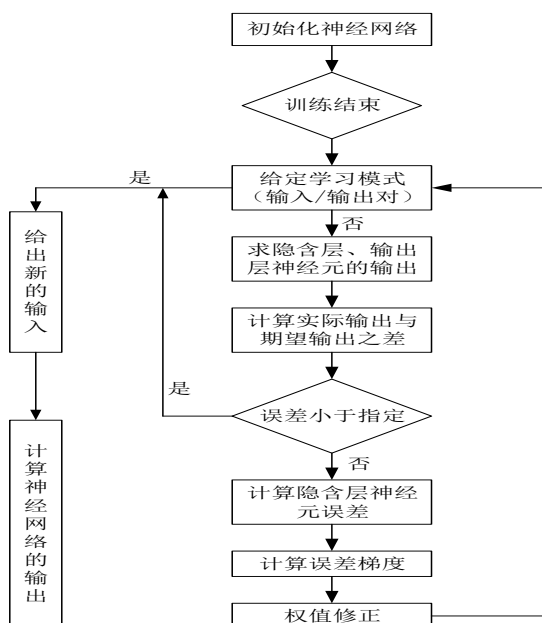 初始化神经网络
训练结束
是
给定学习模式
（输入/输出对）
否
给出新的输入
求隐含层、输出
层神经元的输出
计算实际输出与
期望输出之差
是
误差小于指定
否
计算神经网络的输出
计算隐含层神经
元误差
计算误差梯度
权值修正